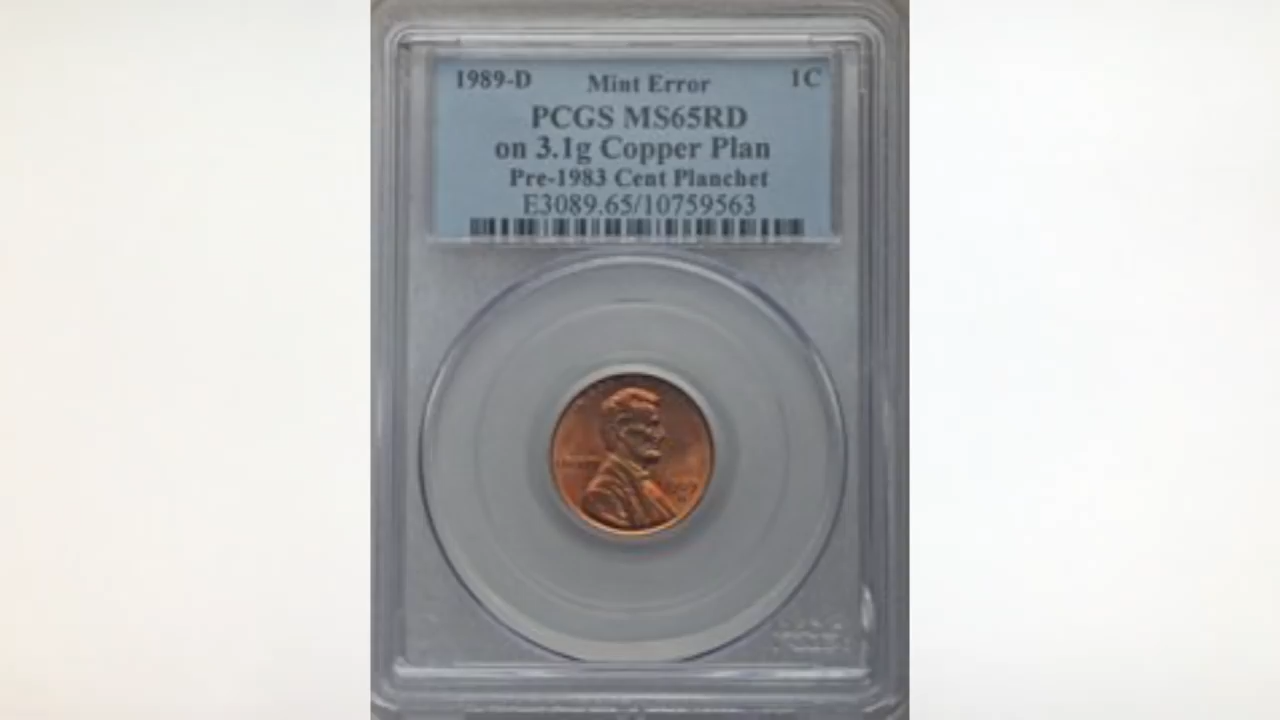 1989-D Mint Error 1C
PCGS MS65RD
on 3.1g Copper Plan
Pre-1983 Cent Planchet
E3089.65/10759563